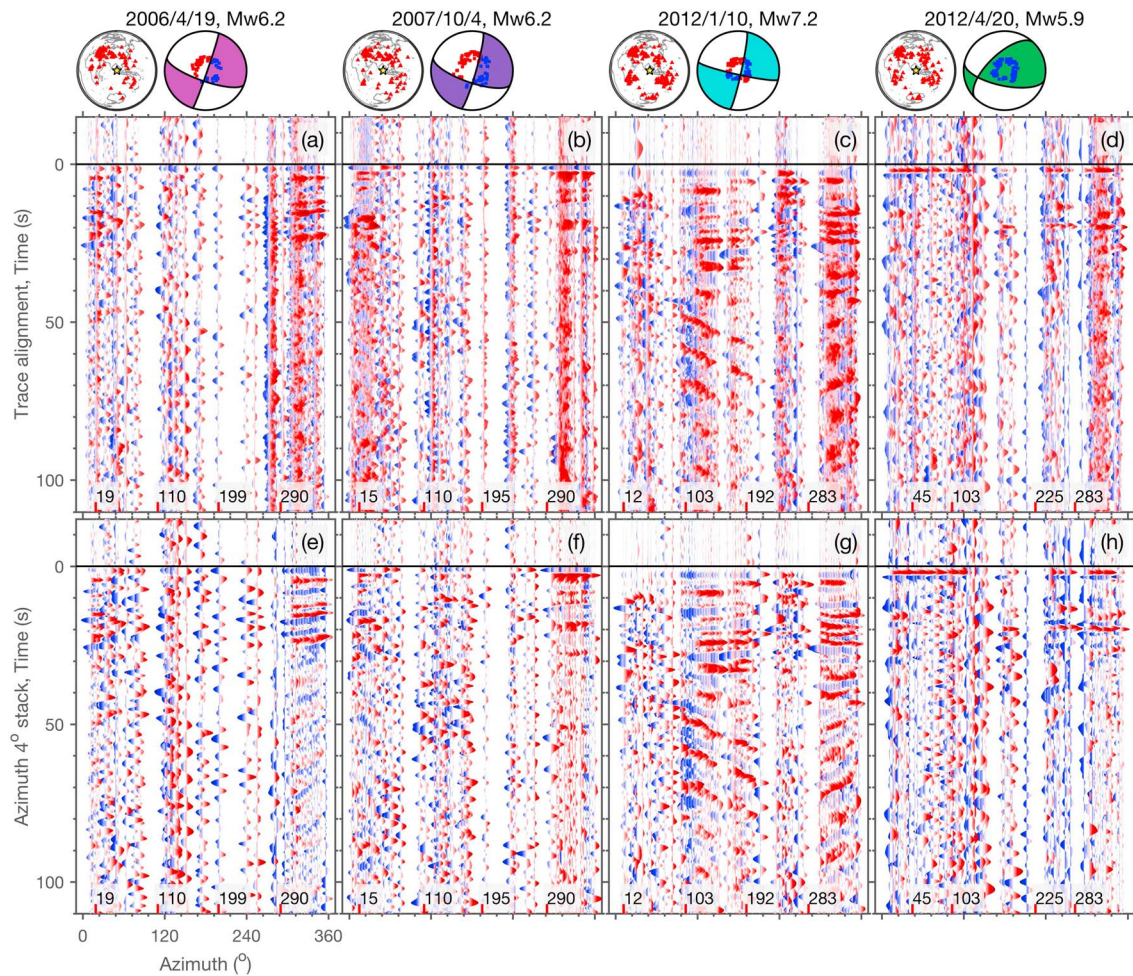 2006/4/19, Mw6.2
2007/10/4, Mw6.2
2012/1/10, Mw7.2
2012/4/20, Mw5.9
(a)
(b)
(c)
(d)
Trace alignment, Time (s)
0
50
100
19 110 199 290
15 110 195 290
12 103 192 283
45 103 225 283
(e)
(f)
(g)
(h)
Azimuth 4° stack, Time (s)
0
50
100
19 110 199 290
15 110 195 290
12 103 192 283
45 103 225 283
0 120 240 360
Azimuth (°)